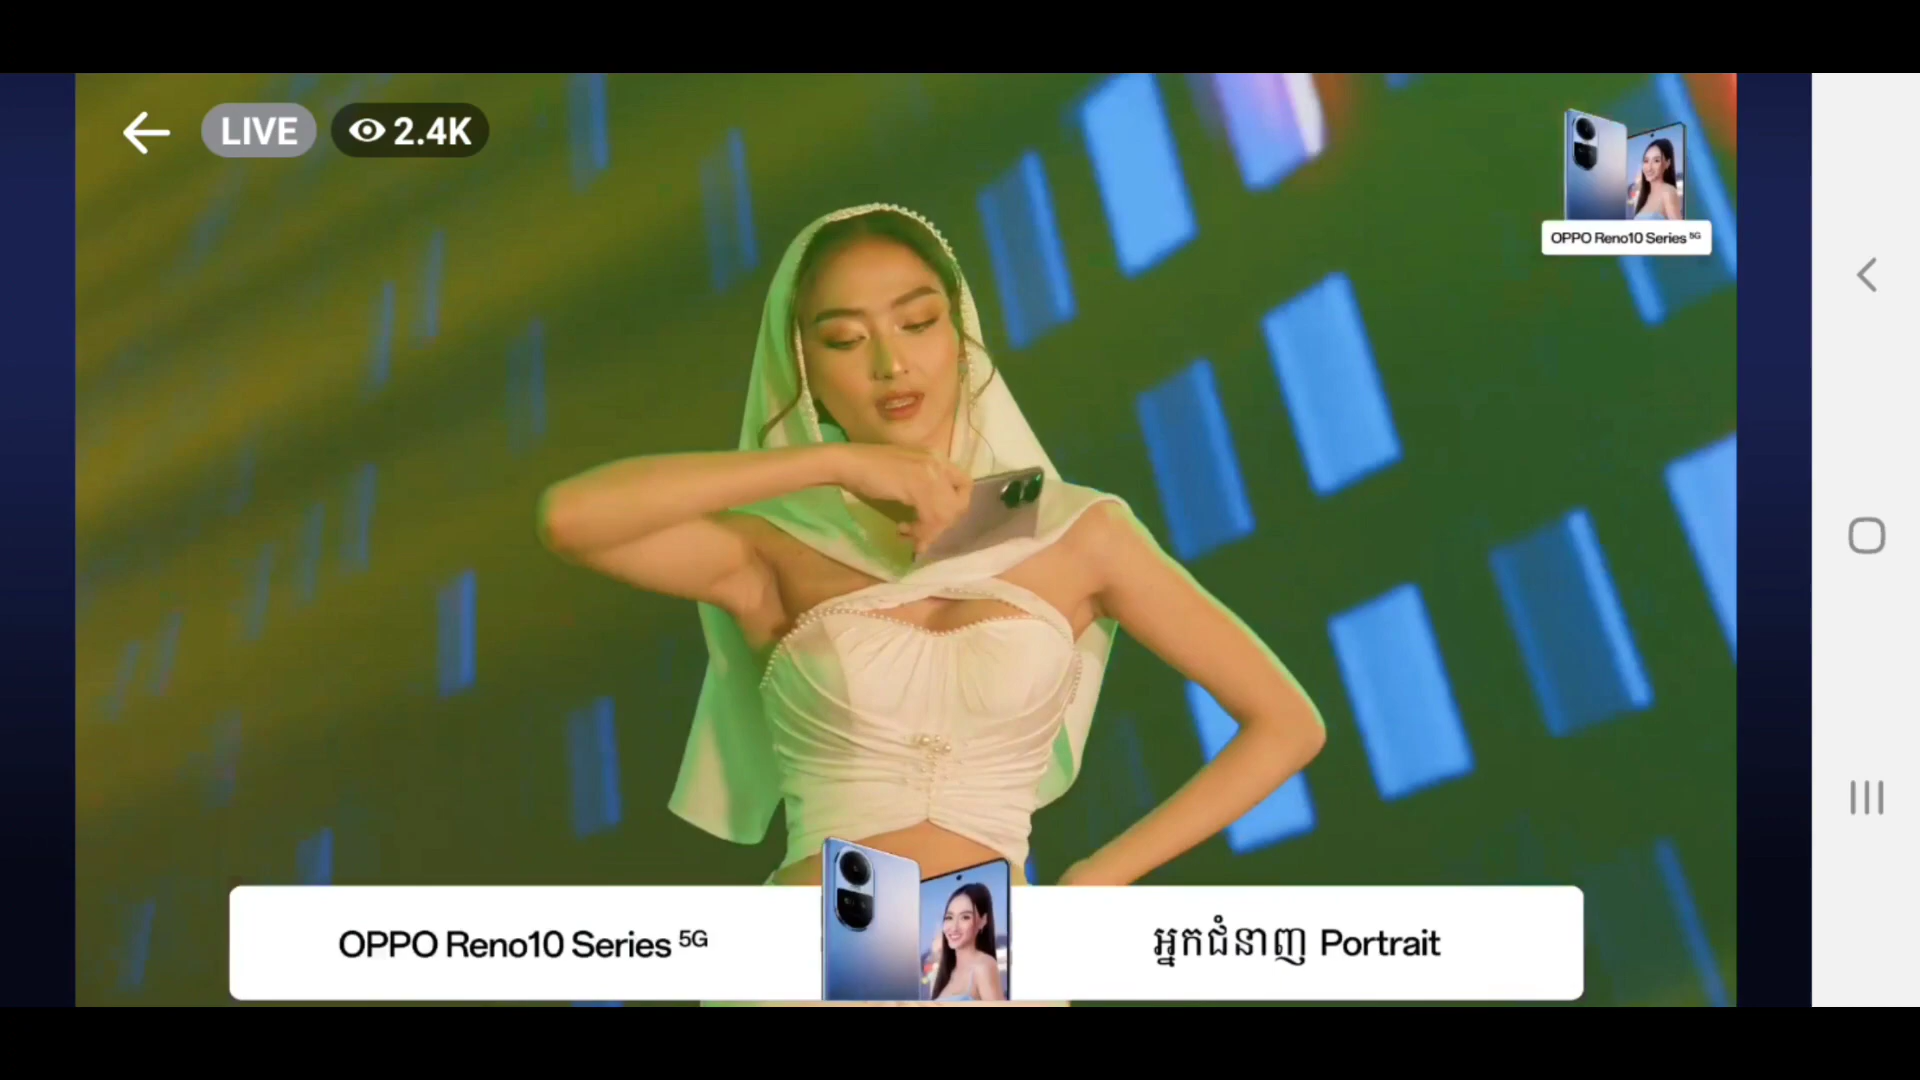 LIVE
2.4K
OPPO Reno10 Series 5G
OPPO Reno10 Series 5G
អ្នកជំនាញ Portrait